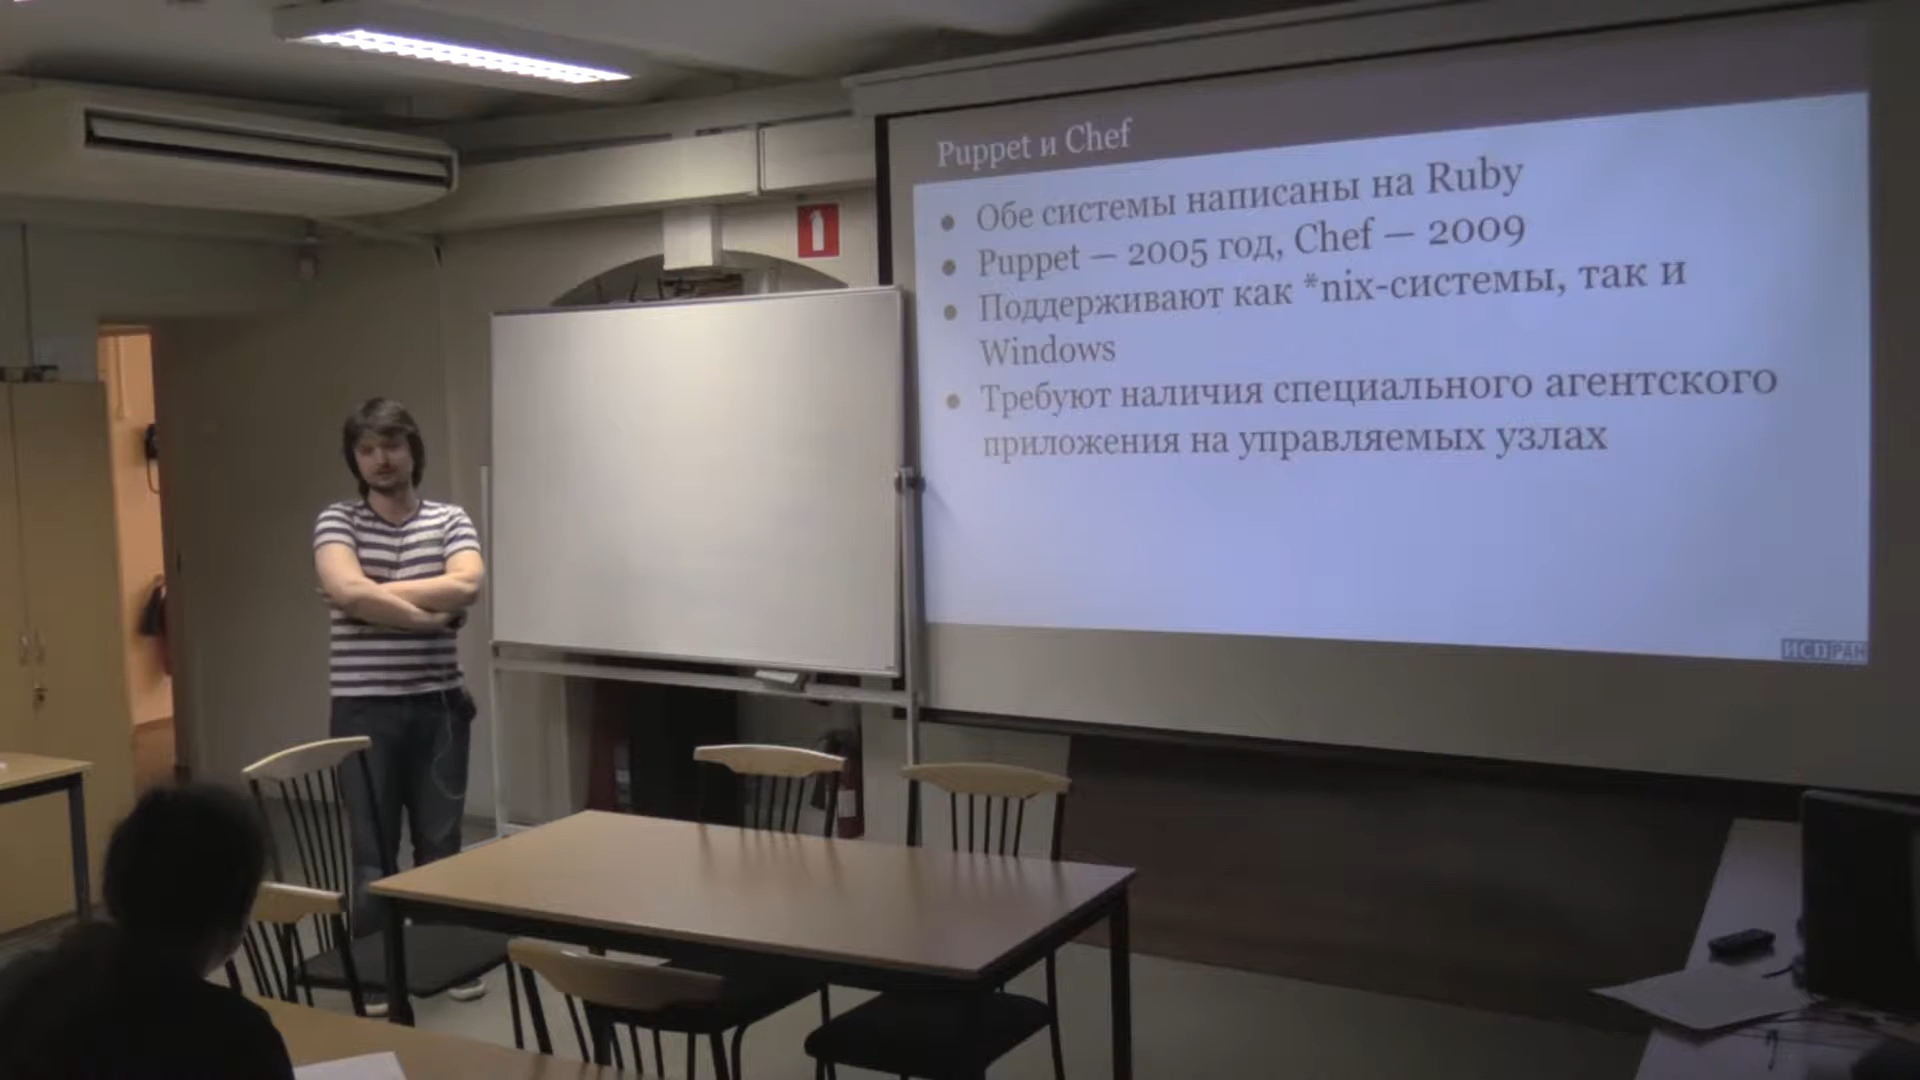 Puppet и Chef
• Обе системы написаны на Ruby
• Puppet — 2005 год, Chef — 2009
• Поддерживают как *nix-системы, так и
Windows
• Требуют наличия специального агентского
приложения на управляемых узлах
ИСП РАН